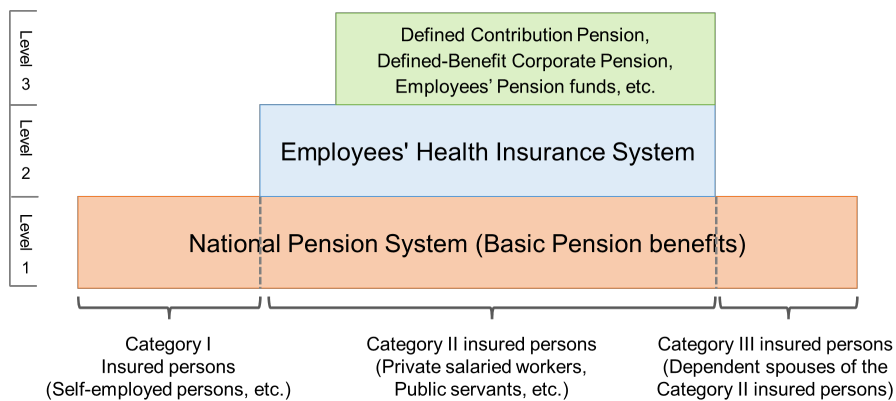 Level
3
Defined Contribution Pension,
Defined-Benefit Corporate Pension,
Employees’ Pension funds, etc.
Level
2
Employees' Health Insurance System
Level
1
National Pension System (Basic Pension benefits)
Category I
Insured persons
(Self-employed persons, etc.)
Category II insured persons
(Private salaried workers,
Public servants, etc.)
Category III insured persons
(Dependent spouses of the
Category II insured persons)